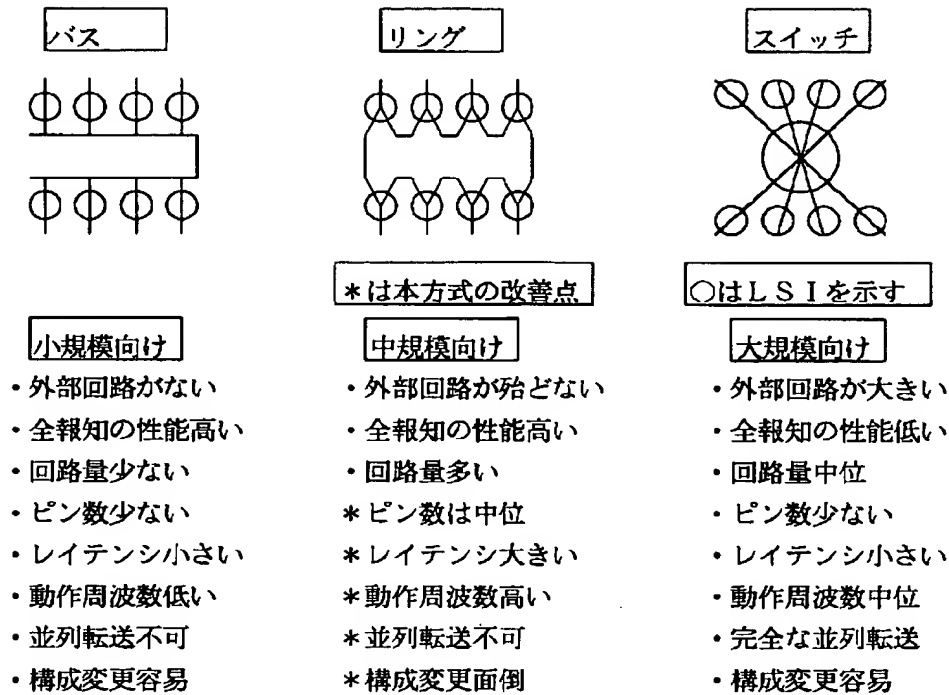 バス
リング
スイッチ
＊は本方式の改善点
○はＬＳＩを示す
小規模向け
・外部回路がない
・全報知の性能高い
・回路量少ない
・ピン数少ない
・レイテンシ小さい
・動作周波数低い
・並列転送不可
・構成変更容易
中規模向け
・外部回路が殆どない
・全報知の性能高い
・回路量多い
＊ピン数は中位
＊レイテンシ大きい
＊動作周波数高い
＊並列転送不可
＊構成変更面倒
大規模向け
・外部回路が大きい
・全報知の性能低い
・回路量中位
・ピン数少ない
・レイテンシ小さい
・動作周波数中位
・完全な並列転送
・構成変更容易